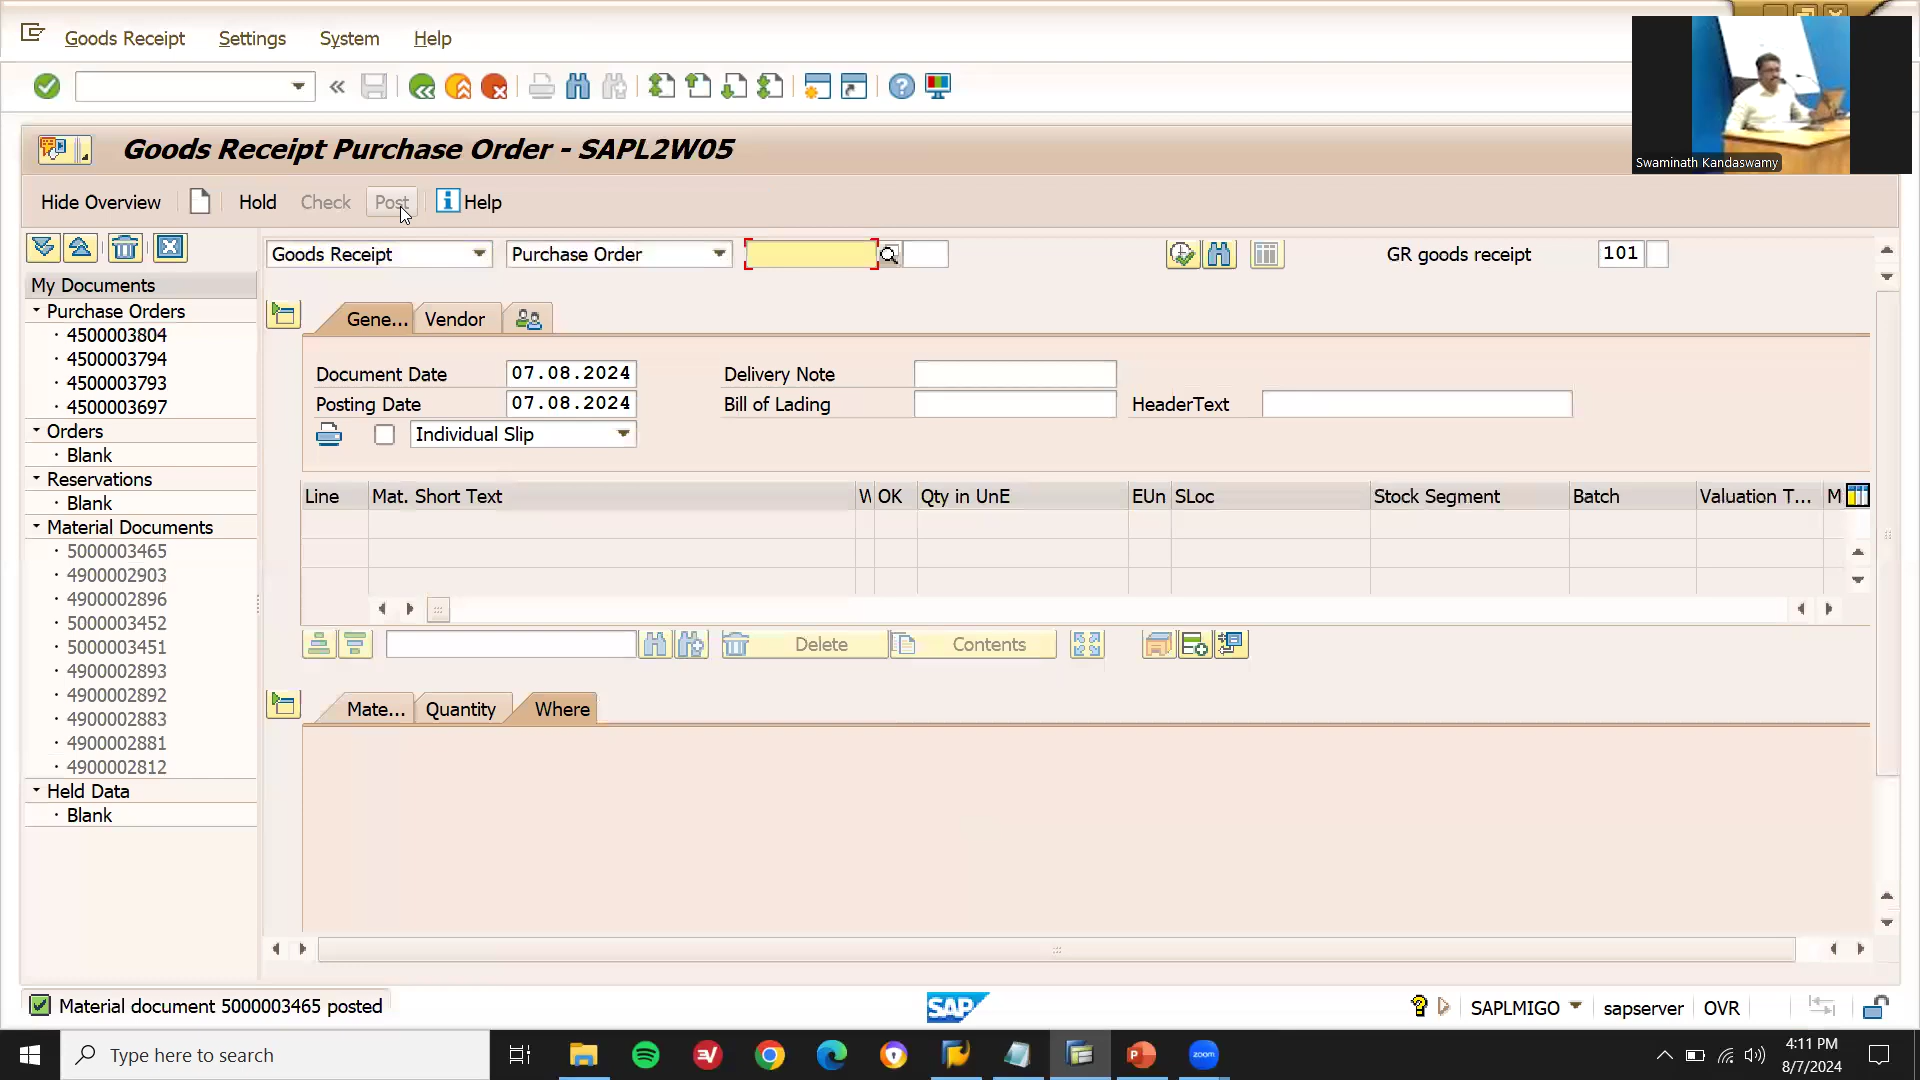 Goods Receipt Settings System Help
Swaminath Kandaswamy
Goods Receipt Purchase Order - SAPL2W05
Hide Overview Hold Check Post Help
Goods Receipt Purchase Order GR goods receipt 101
My Documents
Purchase Orders
4500003804
4500003794
4500003793
4500003697
Orders
Blank
Reservations
Blank
Material Documents
5000003465
4900002903
4900002896
5000003452
5000003451
4900002893
4900002892
4900002883
4900002881
4900002812
Held Data
Blank
Gene... Vendor
Document Date 07.08.2024 Delivery Note
Posting Date 07.08.2024 Bill of Lading HeaderText
Individual Slip
Line Mat. Short Text W OK Qty in UnE EUn SLoc Stock Segment Batch Valuation T... M
Delete Contents
Mate... Quantity Where
Material document 5000003465 posted
SAP
SAPLMIGO sapserver OVR
Type here to search
zoom
4:11 PM
8/7/2024